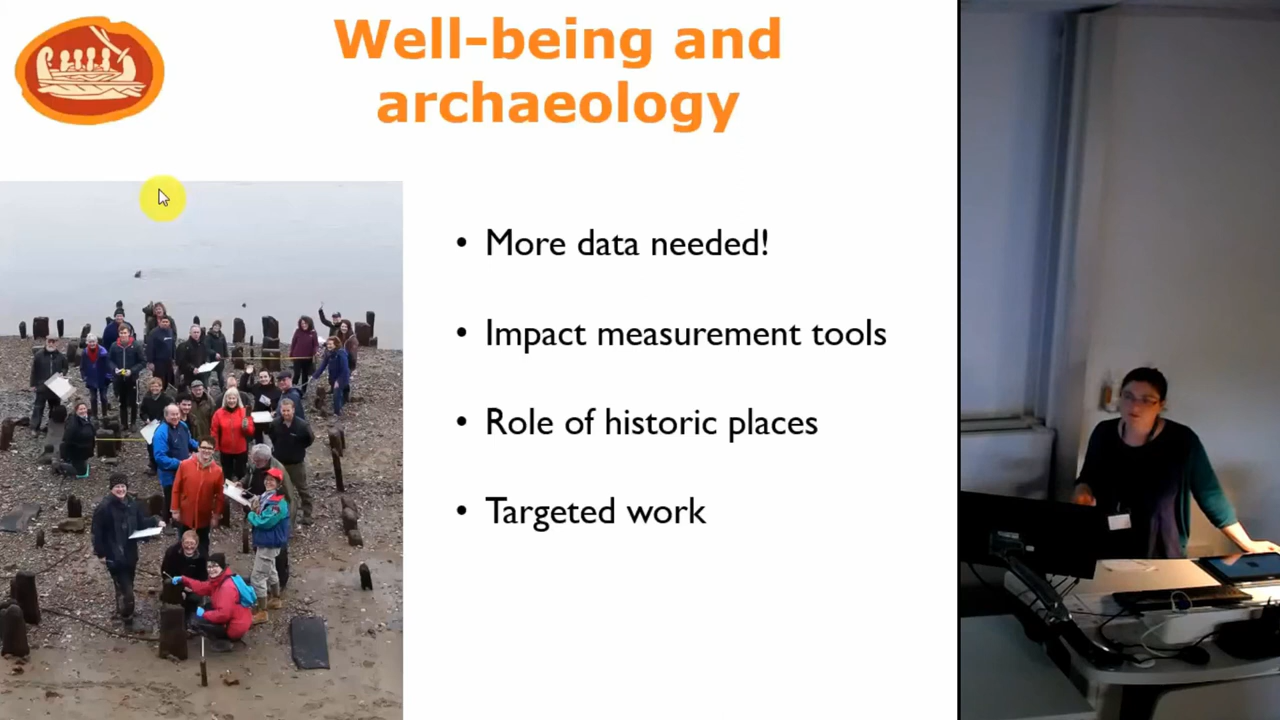 Well-being and
archaeology
• More data needed!
• Impact measurement tools
• Role of historic places
• Targeted work